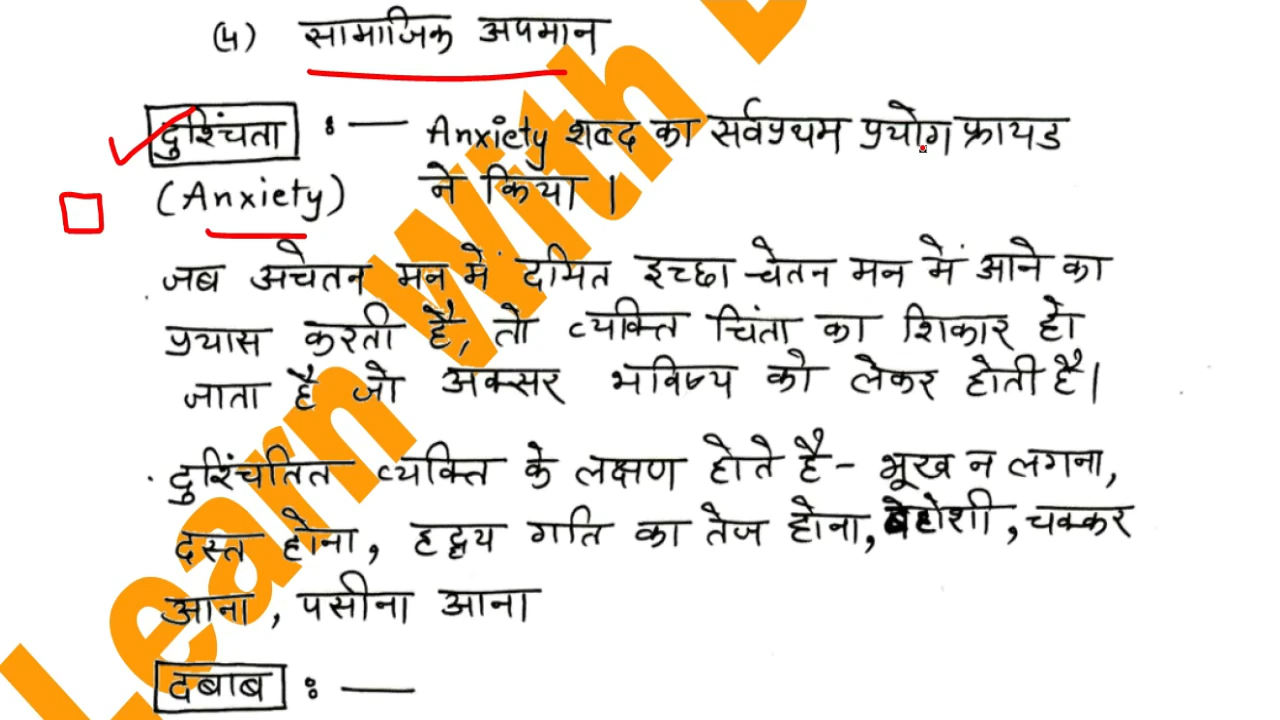 (५) सामाजिक अपमान
दुश्चिंता :— Anxiety शब्द का सर्वप्रथम प्रयोग फ्रायड
(Anxiety) ने किया।
जब अचेतन मन में दमित इच्छा चेतन मन में आने का
प्रयास करती है, तो व्यक्ति चिंता का शिकार हो
जाता है जो अक्सर भविष्य को लेकर होती है।
. दुश्चिंतित व्यक्ति के लक्षण होते है- भूख न लगना,
दस्त होना, हृदय गति का तेज होना, बेहोशी, चक्कर
आना, पसीना आना
दबाब :—
Learn With